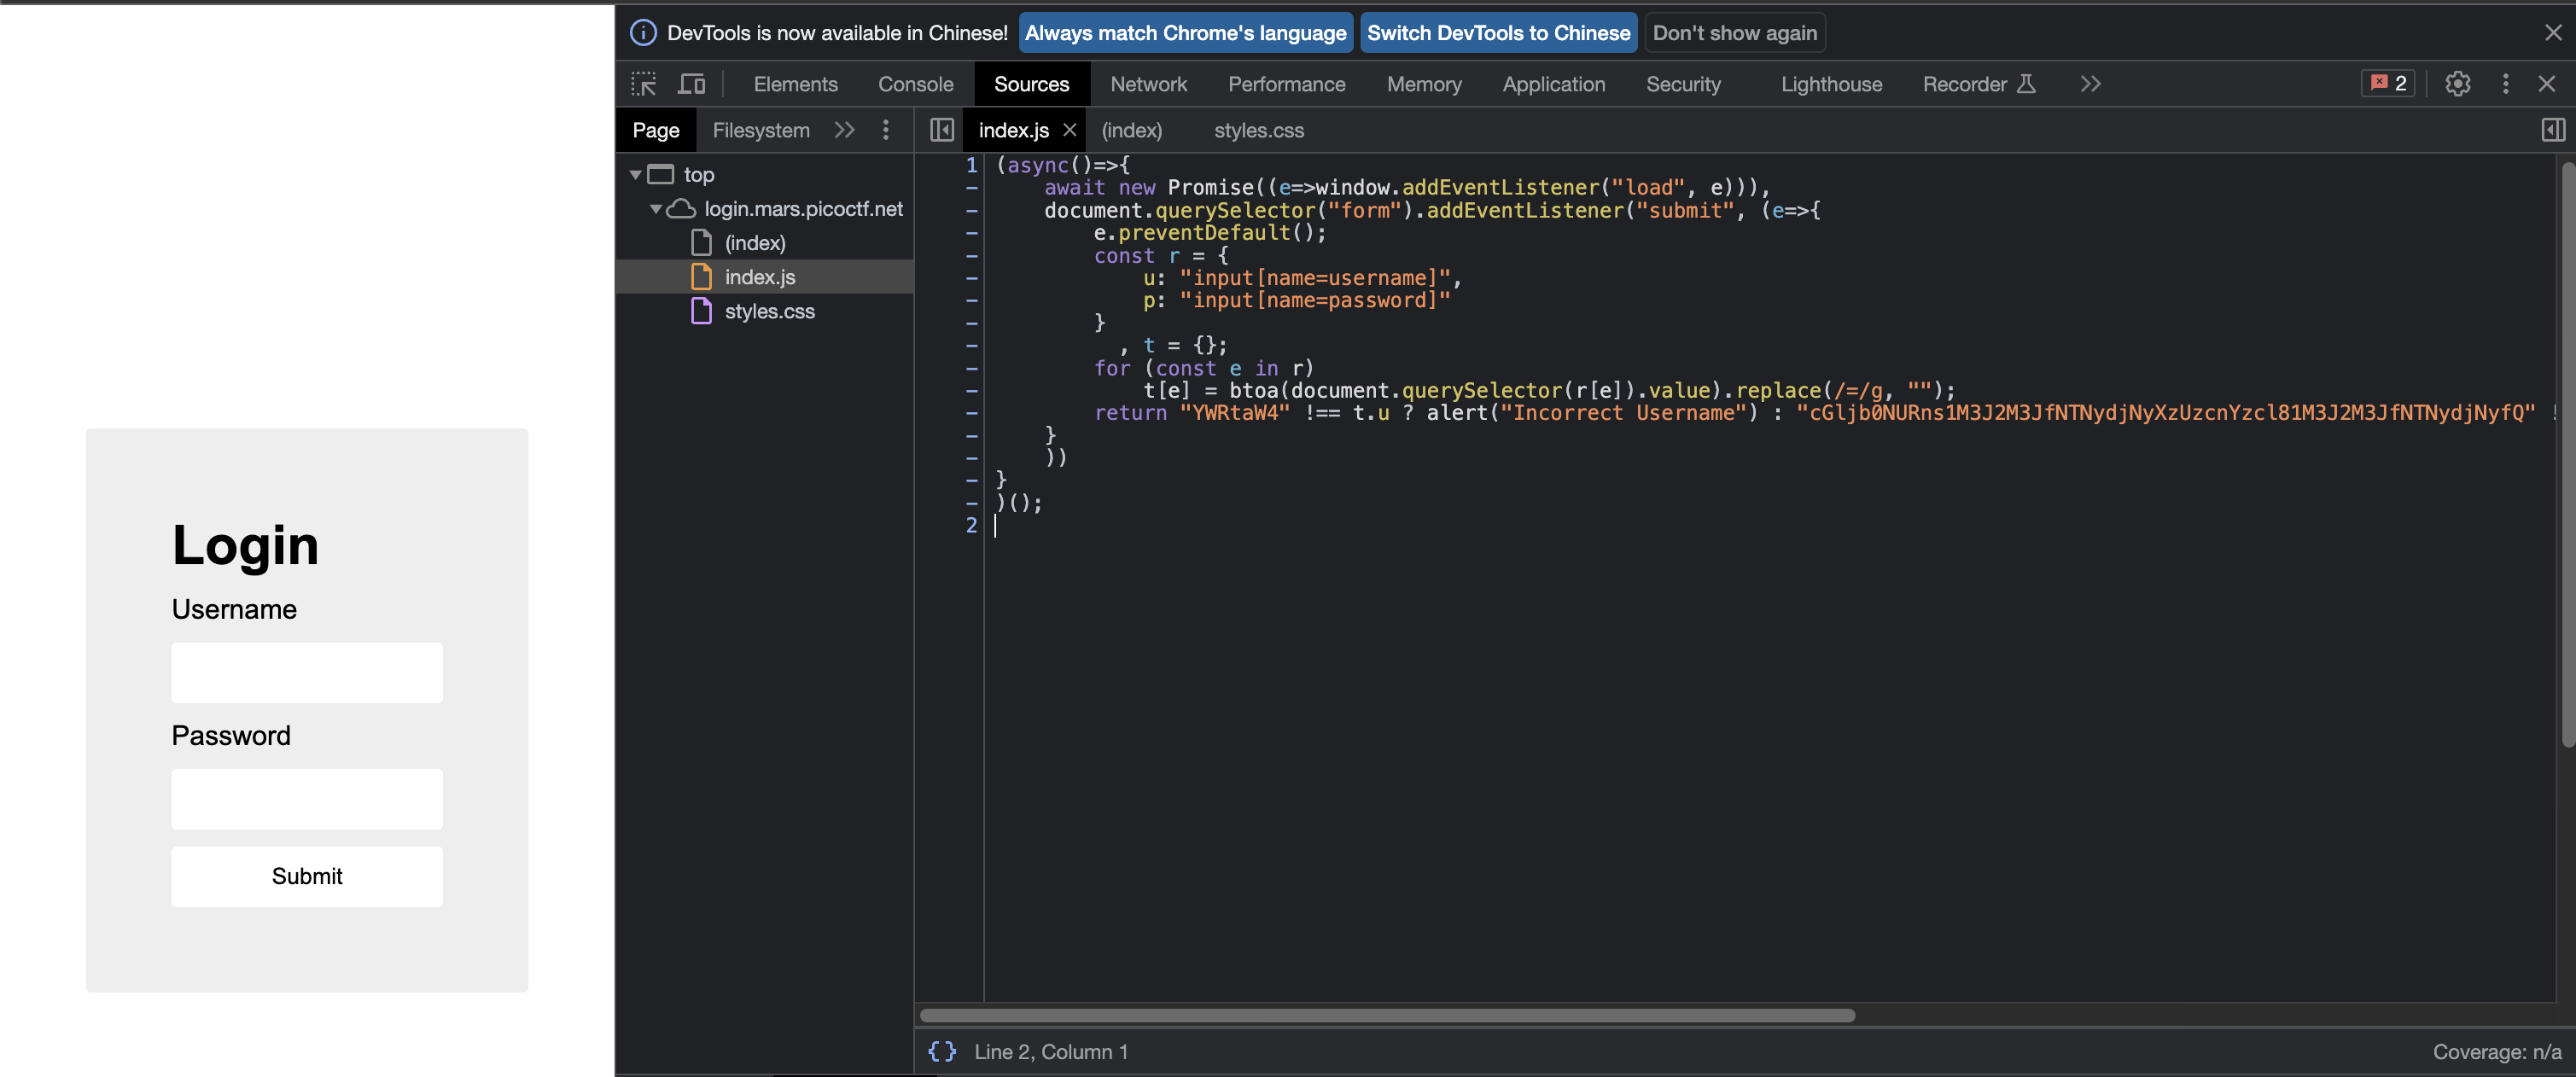 DevTools is now available in Chinese! Always match Chrome's language Switch DevTools to Chinese Don't show again
Elements Console Sources Network Performance Memory Application Security Lighthouse Recorder 2
Page Filesystem index.js (index) styles.css
top
login.mars.picoctf.net
(index)
index.js
styles.css
1 (async()=>{
- await new Promise((e=>window.addEventListener("load", e))),
- document.querySelector("form").addEventListener("submit", (e=>{
- e.preventDefault();
- const r = {
- u: "input[name=username]",
- p: "input[name=password]"
- }
- , t = {};
- for (const e in r)
- t[e] = btoa(document.querySelector(r[e]).value).replace(/=/g, "");
- return "YWRtaW4" !== t.u ? alert("Incorrect Username") : "cGljb0NURns1M3J2M3JfNTNydjNyXzUzcnYzcl81M3J2M3JfNTNydjNyfQ"
- }
- ))
- }
- )();
2
Login
Username
Password
Submit
{} Line 2, Column 1
Coverage: n/a